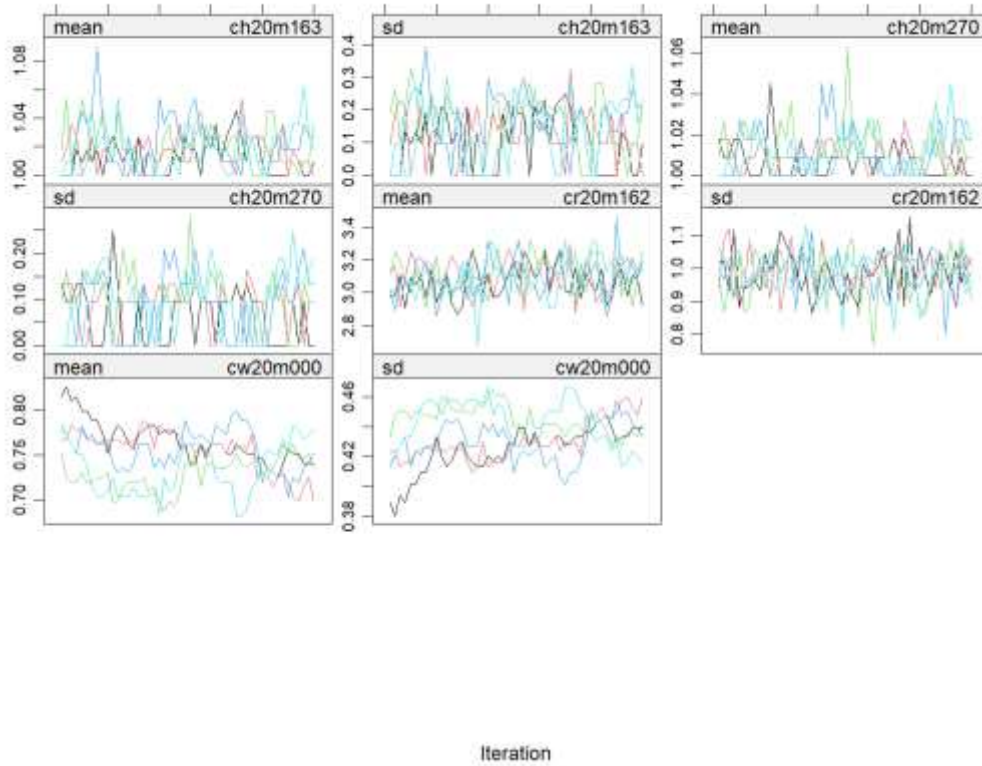 mean ch20m163 sd ch20m163 mean ch20m270
1.00 1.04 1.08
0.0 0.1 0.2 0.3 0.4
1.00 1.02 1.04 1.06
sd ch20m270 mean cr20m162 sd cr20m162
0.00 0.10 0.20
2.8 3.0 3.2 3.4
0.8 0.9 1.0 1.1
mean cw20m000 sd cw20m000
0.70 0.75 0.80
0.38 0.42 0.46
Iteration